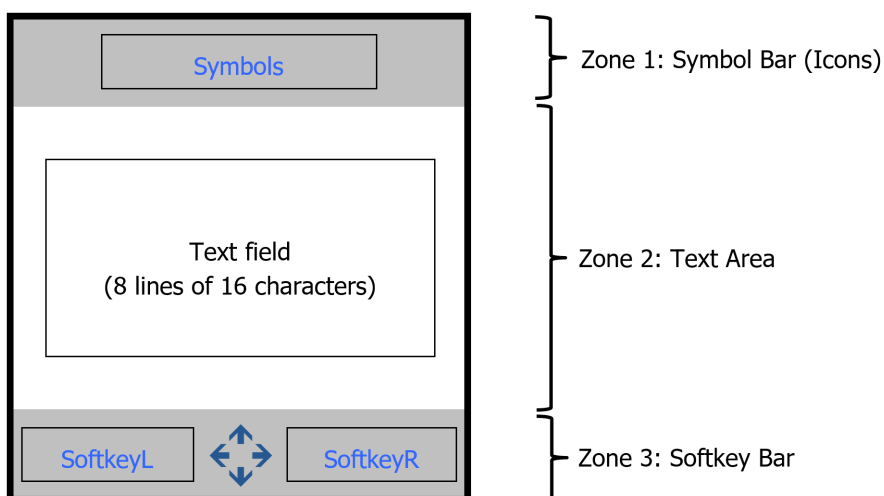 Symbols
Zone 1: Symbol Bar (Icons)
Text field
(8 lines of 16 characters)
Zone 2: Text Area
SoftkeyL
SoftkeyR
Zone 3: Softkey Bar